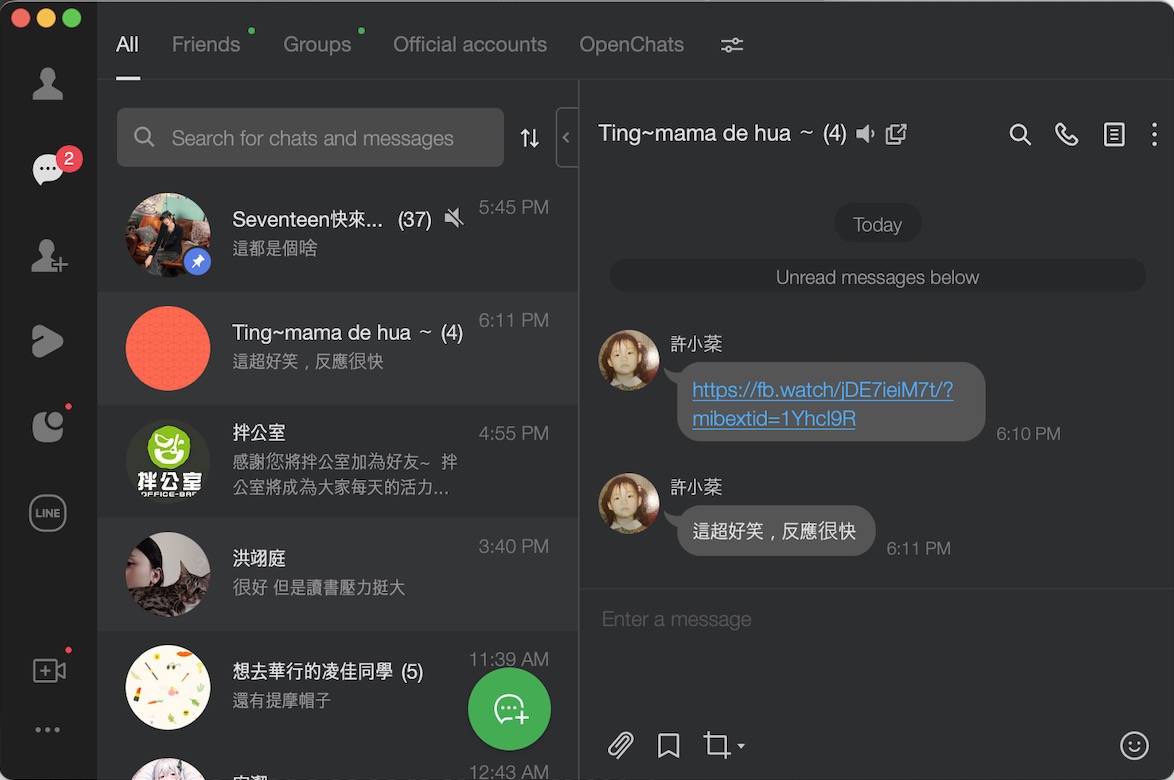 All
Friends
Groups
Official accounts
OpenChats
2
LINE
Search for chats and messages
Seventeen快來... (37)
5:45 PM
這都是個啥
Ting~mama de hua ~ (4)
6:11 PM
這超好笑，反應很快
拌公室
4:55 PM
感謝您將拌公室加為好友~ 拌
公室將成為大家每天的活力...
拌公室
OFFICE-BAR
洪翊庭
3:40 PM
很好 但是讀書壓力挺大
想去華行的凌佳同學 (5)
11:39 AM
還有提摩帽子
12:43 AM
Ting~mama de hua ~ (4)
Today
Unread messages below
許小棻
https://fb.watch/jDE7ieiM7t/?
mibextid=1YhcI9R
6:10 PM
許小棻
這超好笑，反應很快
6:11 PM
Enter a message